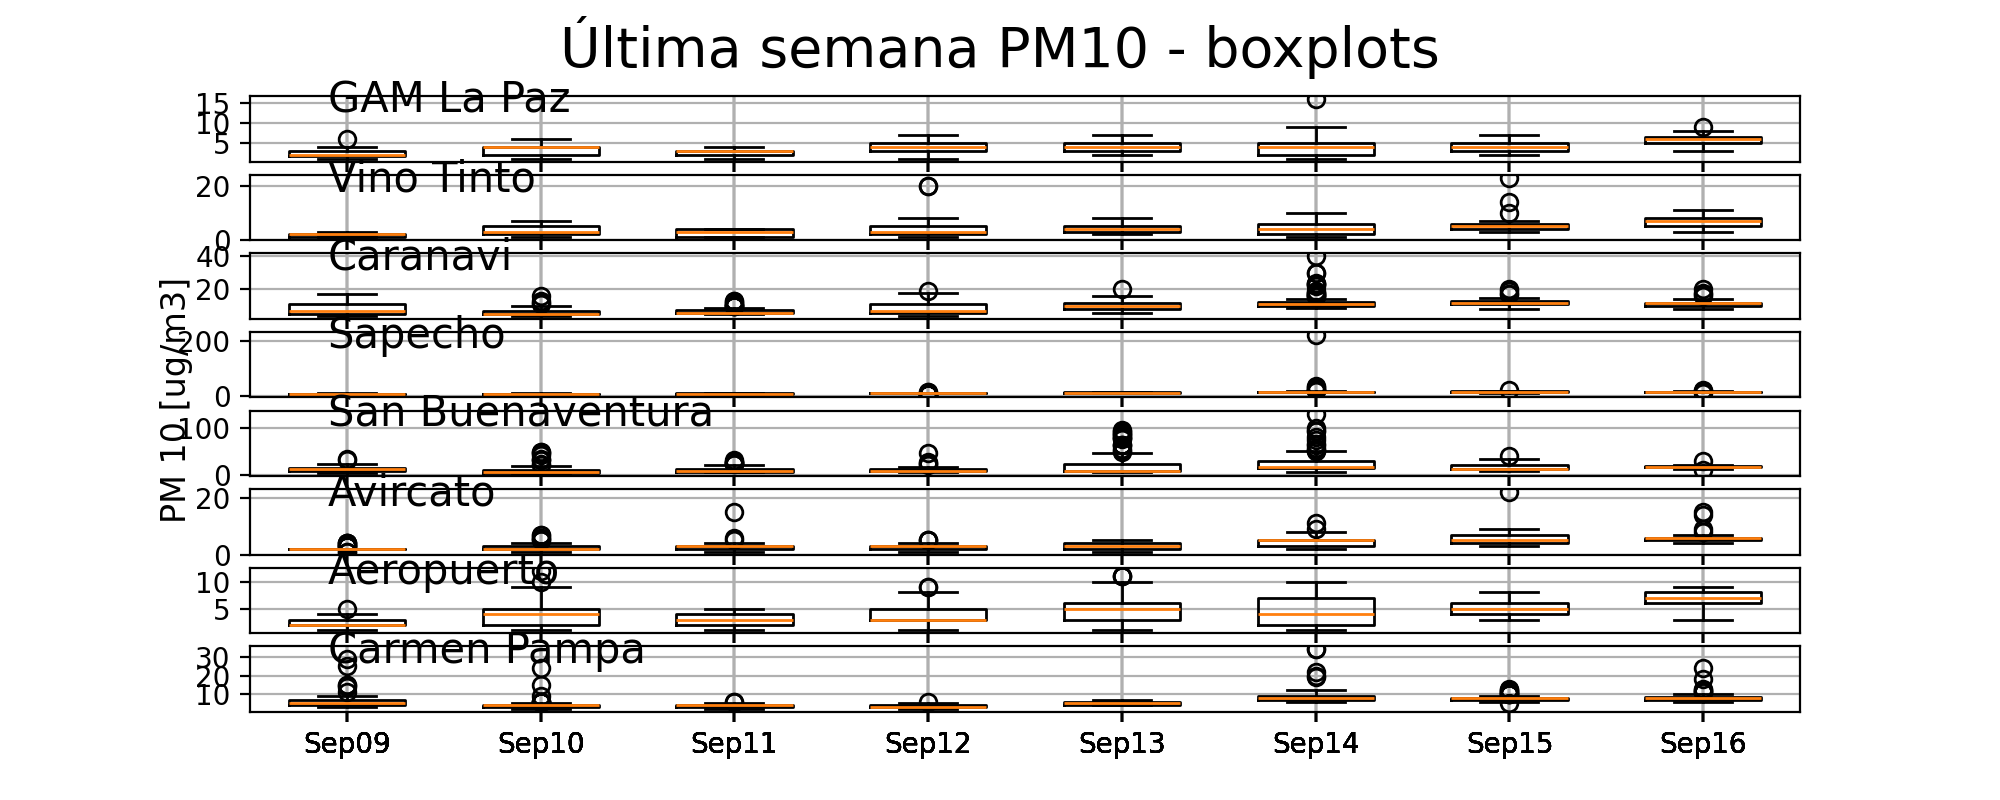 Última semana PM10 - boxplots
GAM La Paz
15
10
5
Vino Tinto
20
0
Caranavi
40
20
Sapecho
200
0
San Buenaventura
100
0
Avircato
20
0
Aeropuerto
10
5
Carmen Pampa
30
20
10
PM 10 [ug/m3]
Sep09 Sep10 Sep11 Sep12 Sep13 Sep14 Sep15 Sep16